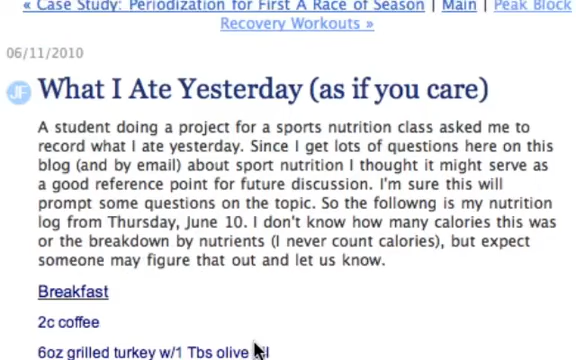 « Case Study: Periodization for First A Race of Season | Main | Peak Block
Recovery Workouts »
06/11/2010
JF
What I Ate Yesterday (as if you care)
A student doing a project for a sports nutrition class asked me to
record what I ate yesterday. Since I get lots of questions here on this
blog (and by email) about sport nutrition I thought it might serve as
a good reference point for future discussion. I'm sure this will
prompt some questions on the topic. So the followng is my nutrition
log from Thursday, June 10. I don't know how many calories this was
or the breakdown by nutrients (I never count calories), but expect
someone may figure that out and let us know.
Breakfast
2c coffee
6oz grilled turkey w/1 Tbs olive